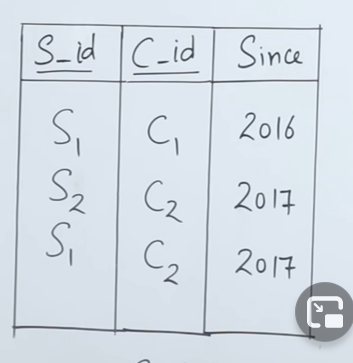 S_id C_id Since
S₁ C₁ 2016
S₂ C₂ 2017
S₁ C₂ 2017